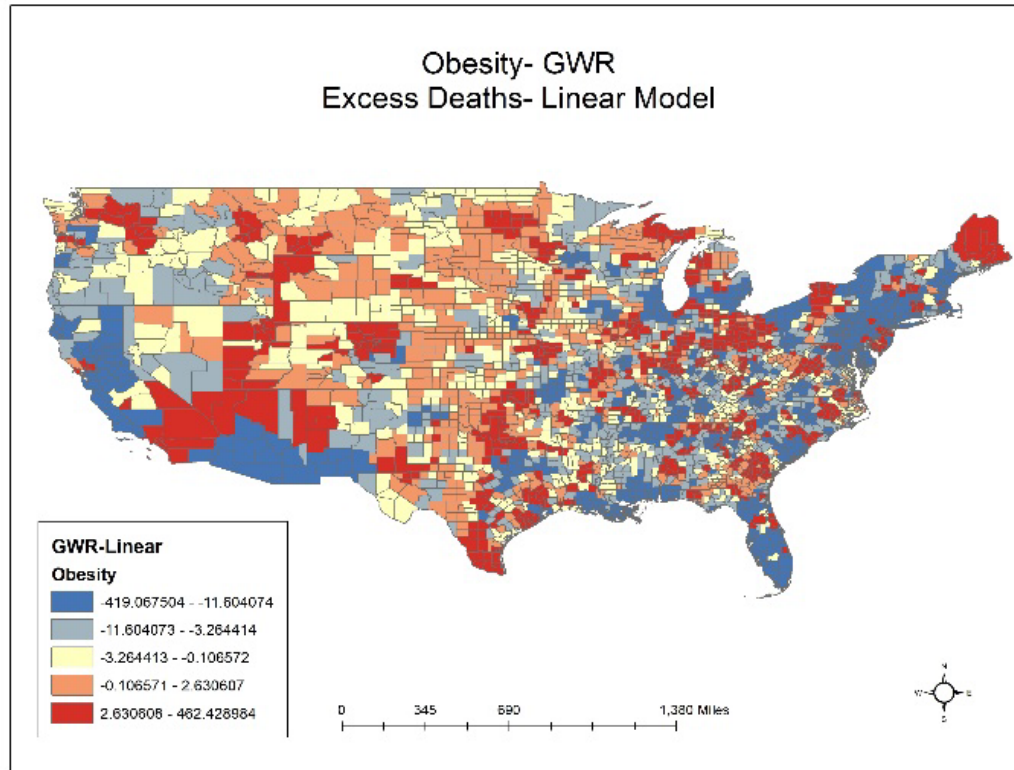 Obesity- GWR
Excess Deaths- Linear Model
GWR-Linear
Obesity
-419.067504 - -11.604074
-11.604073 - -3.264414
-3.264413 - -0.106572
-0.106571 - 2.630607
2.630608 - 462.428984
0 345 690 1,380 Miles
N
W E
S